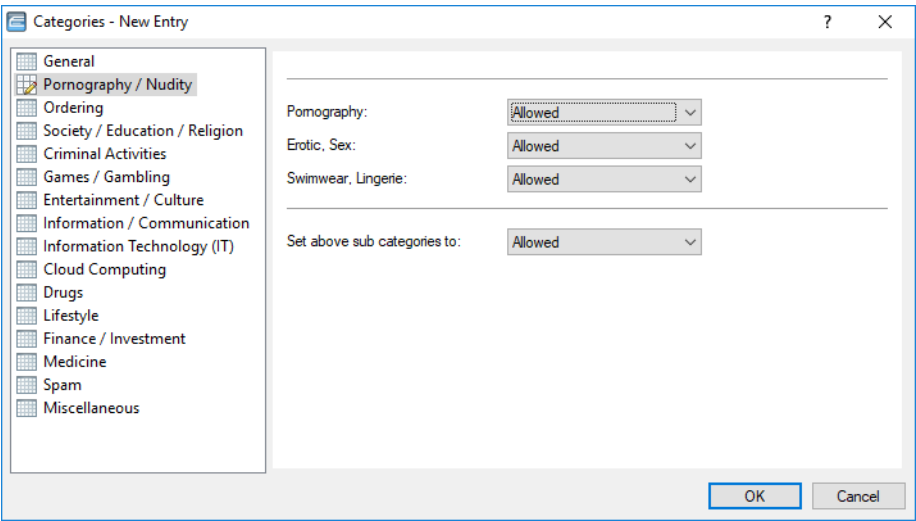 Categories - New Entry
General
Pornography / Nudity
Ordering
Society / Education / Religion
Criminal Activities
Games / Gambling
Entertainment / Culture
Information / Communication
Information Technology (IT)
Cloud Computing
Drugs
Lifestyle
Finance / Investment
Medicine
Spam
Miscellaneous
Pornography: Allowed
Erotic, Sex: Allowed
Swimwear, Lingerie: Allowed
Set above sub categories to: Allowed
OK Cancel